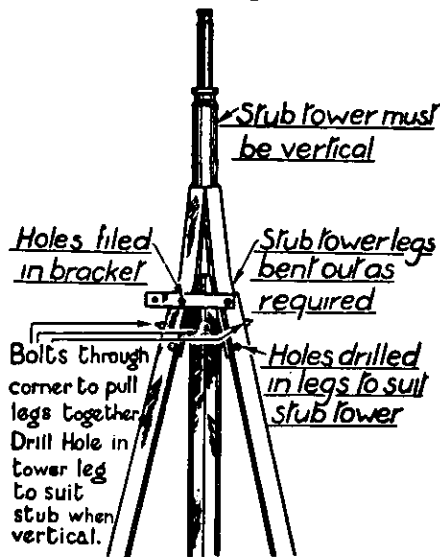 Stub tower must
be vertical
Holes filed
in bracket
Stub tower legs
bent out as
required
Bolts through
corner to pull
legs together.
Drill Hole in
tower leg
to suit
stub when
vertical.
Holes drilled
in legs to suit
stub tower